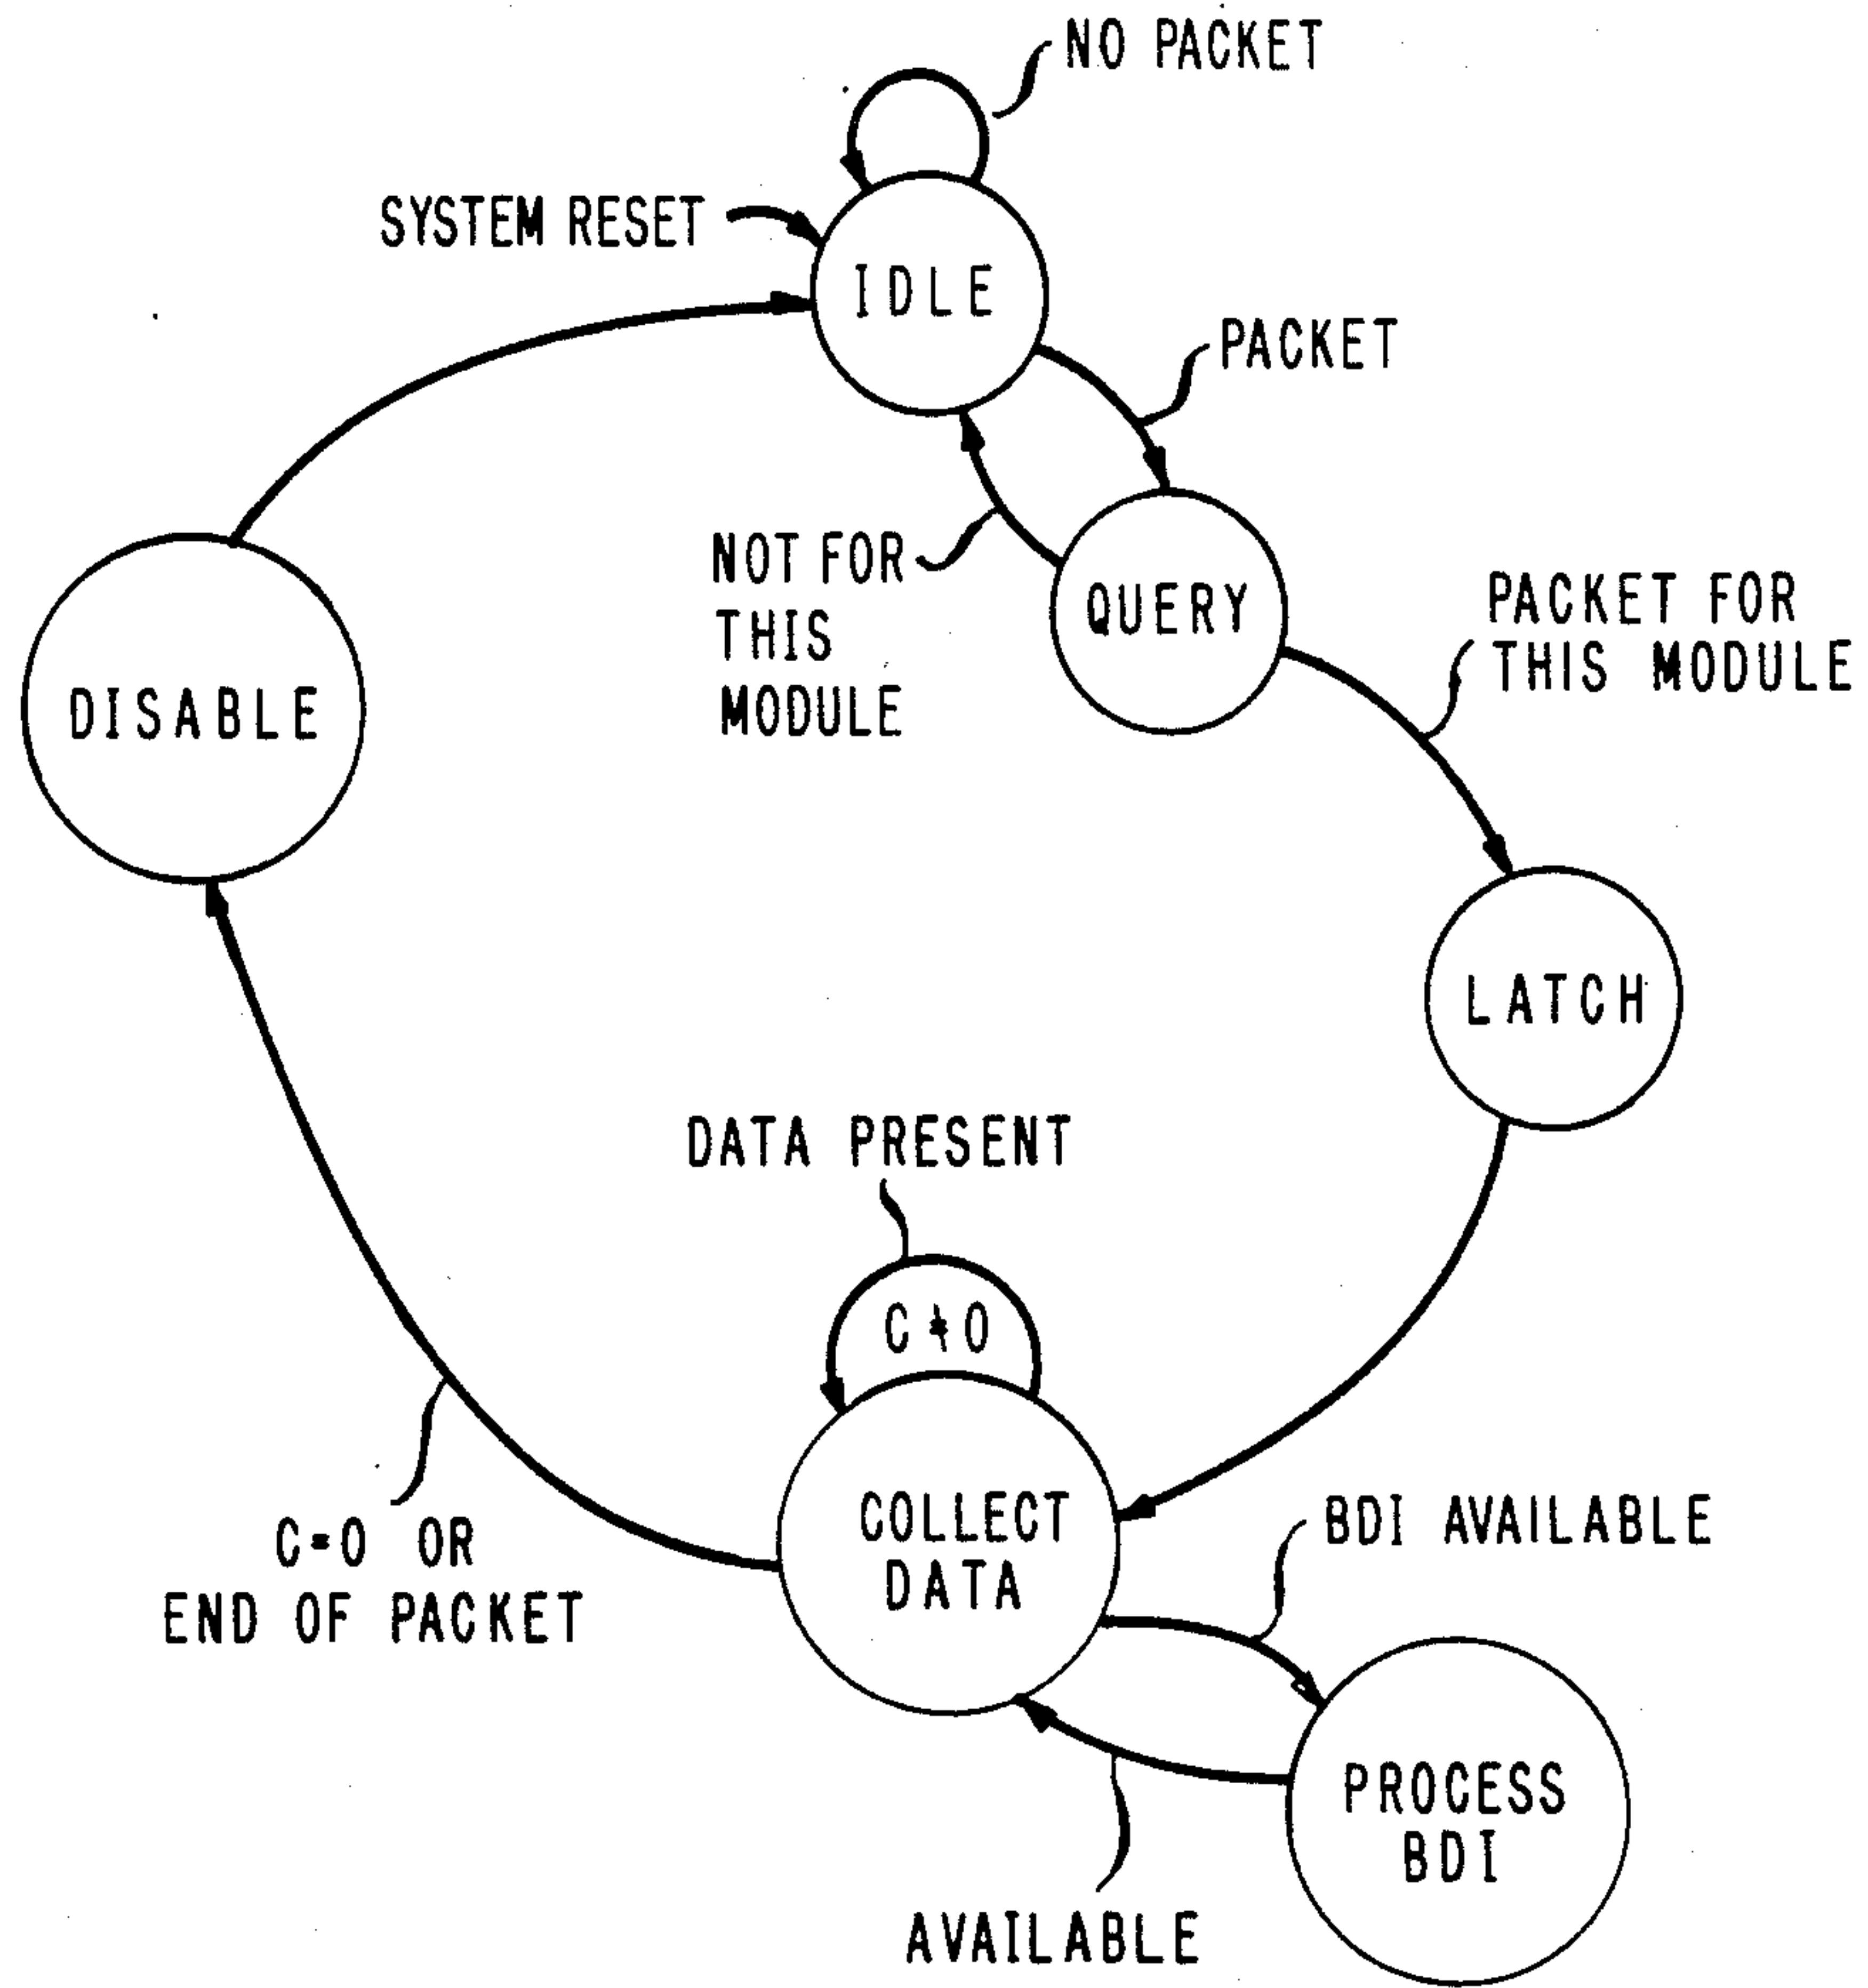 NO PACKET
SYSTEM RESET
IDLE
PACKET
NOT FOR
THIS
MODULE
QUERY
PACKET FOR
THIS MODULE
DISABLE
LATCH
DATA PRESENT
C ≠ 0
COLLECT
DATA
C=0 OR
END OF PACKET
BDI AVAILABLE
PROCESS
BDI
AVAILABLE